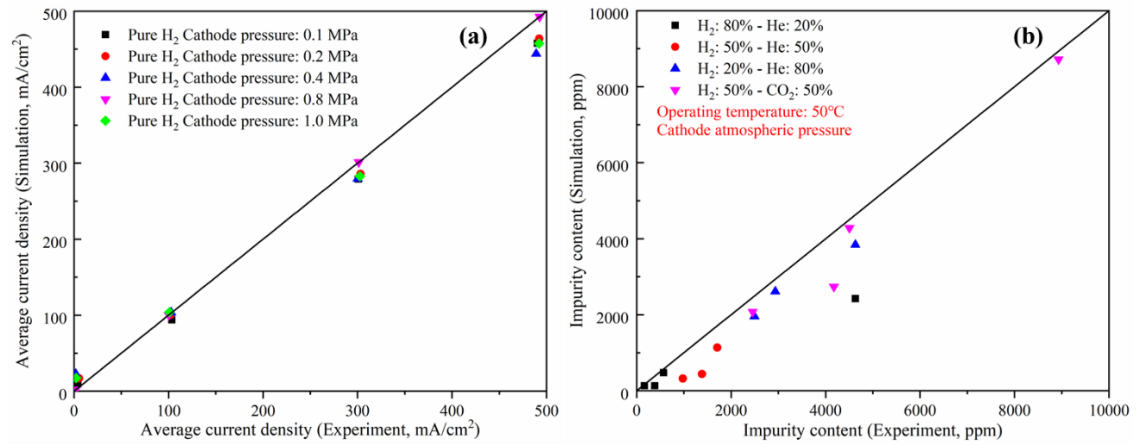 (a)
Pure H₂ Cathode pressure: 0.1 MPa
Pure H₂ Cathode pressure: 0.2 MPa
Pure H₂ Cathode pressure: 0.4 MPa
Pure H₂ Cathode pressure: 0.8 MPa
Pure H₂ Cathode pressure: 1.0 MPa
Average current density (Simulation, mA/cm²)
500
400
300
200
100
0
0
100
200
300
400
500
Average current density (Experiment, mA/cm²)
(b)
H₂: 80% - He: 20%
H₂: 50% - He: 50%
H₂: 20% - He: 80%
H₂: 50% - CO₂: 50%
Operating temperature: 50℃
Cathode atmospheric pressure
Impurity content (Simulation, ppm)
10000
8000
6000
4000
2000
0
0
2000
4000
6000
8000
10000
Impurity content (Experiment, ppm)